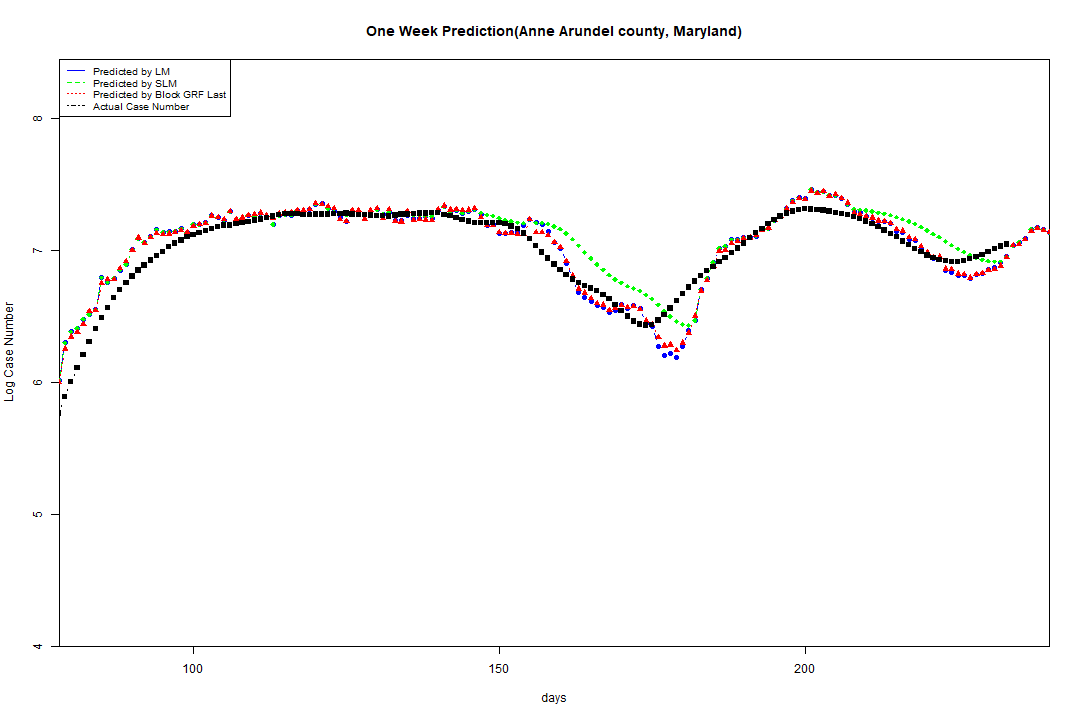 One Week Prediction(Anne Arundel county, Maryland)
Predicted by LM
Predicted by SLM
Predicted by Block GRF Last
Actual Case Number
8
7
6
5
4
Log Case Number
100 150 200
days